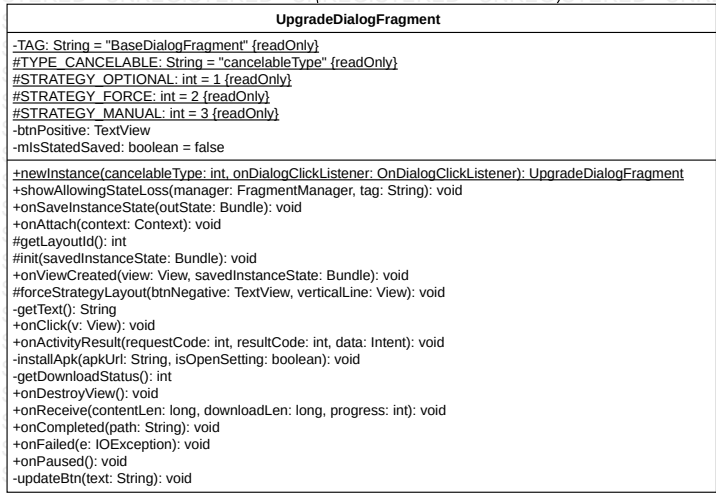 UpgradeDialogFragment
-TAG: String = "BaseDialogFragment" {readOnly}
#TYPE_CANCELABLE: String = "cancelableType" {readOnly}
#STRATEGY_OPTIONAL: int = 1 {readOnly}
#STRATEGY_FORCE: int = 2 {readOnly}
#STRATEGY_MANUAL: int = 3 {readOnly}
-btnPositive: TextView
-mIsStatedSaved: boolean = false
+newInstance(cancelableType: int, onDialogClickListener: OnDialogClickListener): UpgradeDialogFragment
+showAllowingStateLoss(manager: FragmentManager, tag: String): void
+onSaveInstanceState(outState: Bundle): void
+onAttach(context: Context): void
#getLayoutId(): int
#init(savedInstanceState: Bundle): void
+onViewCreated(view: View, savedInstanceState: Bundle): void
#forceStrategyLayout(btnNegative: TextView, verticalLine: View): void
-getText(): String
+onClick(v: View): void
+onActivityResult(requestCode: int, resultCode: int, data: Intent): void
-installApk(apkUrl: String, isOpenSetting: boolean): void
-getDownloadStatus(): int
+onDestroyView(): void
+onReceive(contentLen: long, downloadLen: long, progress: int): void
+onCompleted(path: String): void
+onFailed(e: IOException): void
+onPaused(): void
-updateBtn(text: String): void